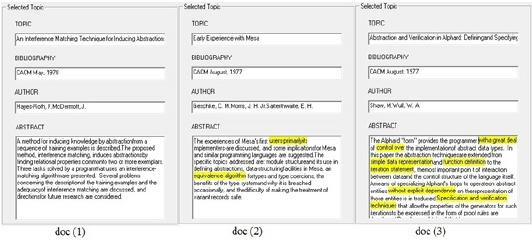 Selected Topic
TOPIC
An Interference Matching Technique for Inducing Abstraction
BIBLIOGRAPHY
CACM May, 1978
AUTHOR
Hayes-Roth, F.McDermott, J.
ABSTRACT
A method for inducing knowledge by abstraction from a
sequence of training examples is described.The proposed
method, interference matching, induces abstractions by
finding relational properties common to two or more exemplars.
Three tasks solved by a program that uses an interference-
matching algorithm are presented. Several problems
concerning the description of the training examples and the
adequacy of interference matching are discussed, and
directions for future research are considered.
doc (1)
Selected Topic
TOPIC
Early Experience with Mesa
BIBLIOGRAPHY
CACM August, 1977
AUTHOR
Geschke, C. M.Morris, J. H. Jr.Satterthwaite, E. H.
ABSTRACT
The experiences of Mesa's first users primarily its
implementers are discussed, and some implications for Mesa
and similar programming languages are suggested.The
specific topics addressed are: module structure and its use in
defining abstractions, data structuring facilities in Mesa, an
equivalence algorithm for types and type coercions, the
benefits of the type system and why it is breached
occasionally, and the difficulty of making the treatment of
variant records safe.
doc (2)
Selected Topic
TOPIC
Abstraction and Verification in Alphard: Defining and Specifying
BIBLIOGRAPHY
CACM August, 1977
AUTHOR
Shaw, M.Wulf, W. A.
ABSTRACT
The Alphard "form" provides the programmer with a great deal
of control over the implementation of abstract data types. In
this paper the abstraction techniques are extended from
simple data representation and function definition to the
iteration statement, the most important point of interaction
between data and the control structure of the language itself.
A means of specializing Alphard's loops to operate on abstract
entities without explicit dependence on the representation of
those entities is introduced. Specification and verification
techniques that allow the properties of the generators for such
iterations to be expressed in the form of proof rules are
doc (3)